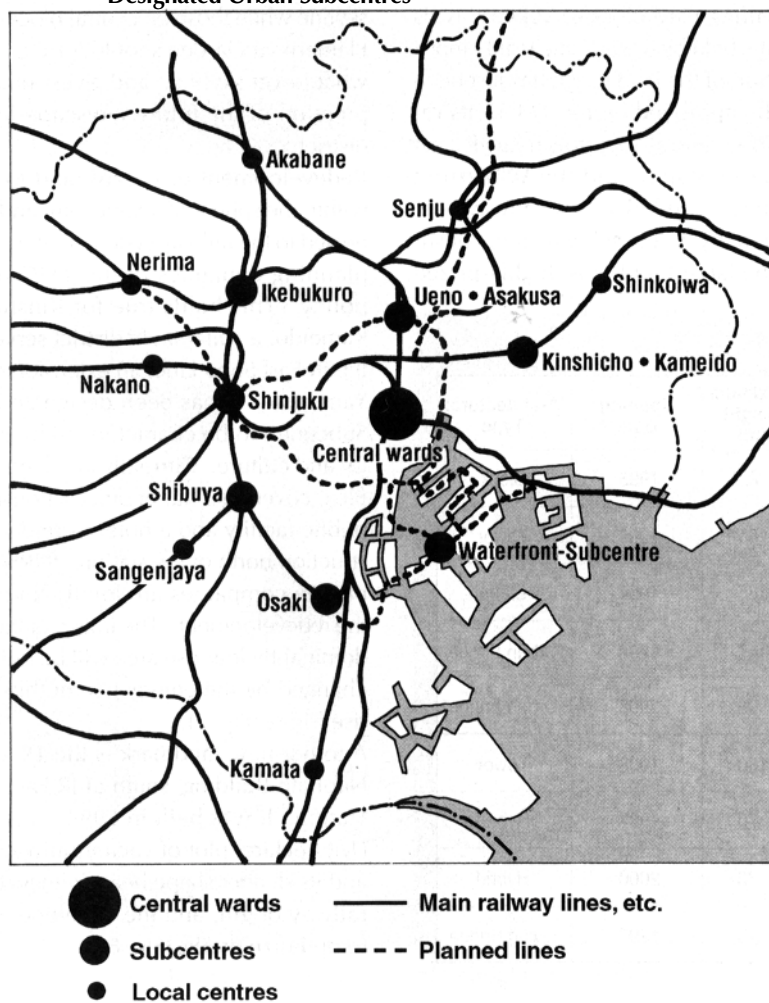 Designated Urban Subcentres
Akabane
Senju
Nerima
Ikebukuro
Ueno • Asakusa
Shinkoiwa
Nakano
Kinshicho • Kameido
Shinjuku
Central wards
Shibuya
Waterfront-Subcentre
Sangenjaya
Osaki
Kamata
Central wards
Main railway lines, etc.
Subcentres
Planned lines
Local centres